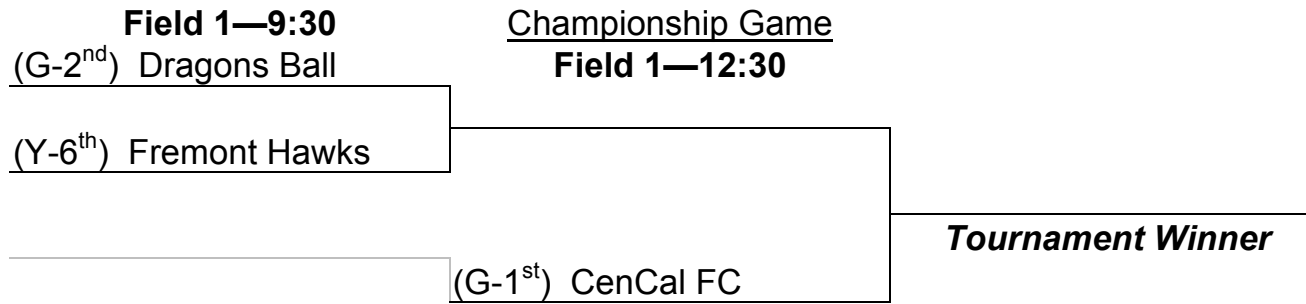 Field 1—9:30
Championship Game
(G-2nd) Dragons Ball
Field 1—12:30
(Y-6th) Fremont Hawks
Tournament Winner
(G-1st) CenCal FC